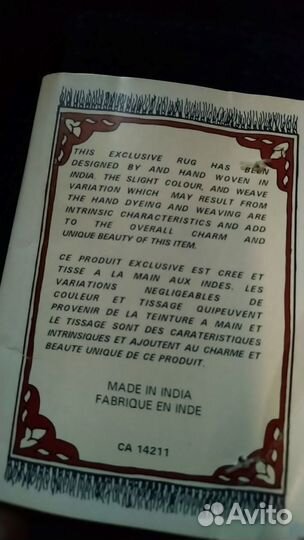 THIS EXCLUSIVE RUG HAS BEEN
DESIGNED BY AND HAND WOVEN IN
INDIA. THE SLIGHT COLOUR, AND WEAVE
VARIATION WHICH MAY RESULT FROM
THE HAND DYEING AND WEAVING ARE
INTRINSIC CHARACTERISTICS AND ADD
TO THE OVERALL CHARM AND
UNIQUE BEAUTY OF THIS ITEM.
CE PRODUIT EXCLUSIVE EST CREE ET
TISSE A LA MAIN AUX INDES. LES
VARIATIONS NEGLIGEABLES DE
COULEUR ET TISSAGE QUIPEUVENT
PROVENIR DE LA TEINTURE A MAIN ET
LE TISSAGE SONT DES CARATERISTIQUES
INTRINSIQUES ET AJOUTENT AU CHARME ET
BEAUTE UNIQUE DE CE PRODUIT.
MADE IN INDIA
FABRIQUE EN INDE
CA 14211
Avito